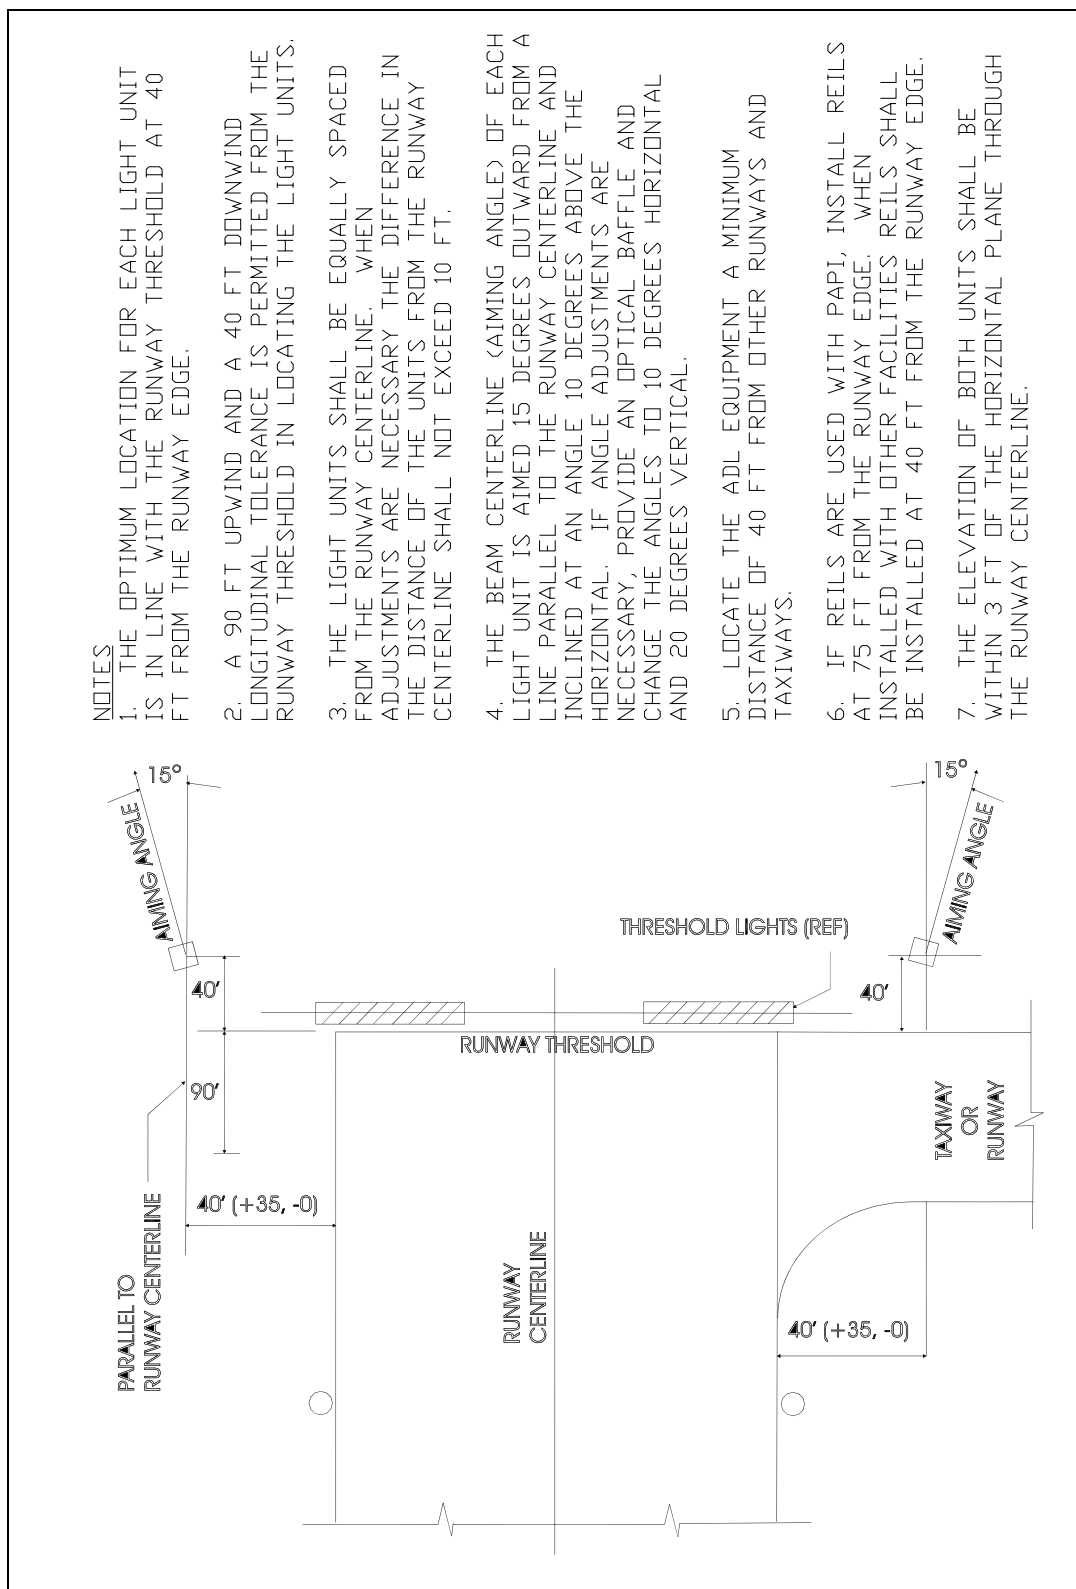 NOTES
1. THE OPTIMUM LOCATION FOR EACH LIGHT UNIT
IS IN LINE WITH THE RUNWAY THRESHOLD AT 40
FT FROM THE RUNWAY EDGE.
2. A 90 FT UPWIND AND A 40 FT DOWNWIND
LONGITUDINAL TOLERANCE IS PERMITTED FROM THE
RUNWAY THRESHOLD IN LOCATING THE LIGHT UNITS.
3. THE LIGHT UNITS SHALL BE EQUALLY SPACED
FROM THE RUNWAY CENTERLINE. WHEN
ADJUSTMENTS ARE NECESSARY THE DIFFERENCE IN
THE DISTANCE OF THE UNITS FROM THE RUNWAY
CENTERLINE SHALL NOT EXCEED 10 FT.
4. THE BEAM CENTERLINE (AIMING ANGLE) OF EACH
LIGHT UNIT IS AIMED 15 DEGREES OUTWARD FROM A
LINE PARALLEL TO THE RUNWAY CENTERLINE AND
INCLINED AT AN ANGLE 10 DEGREES ABOVE THE
HORIZONTAL. IF ANGLE ADJUSTMENTS ARE
NECESSARY, PROVIDE AN OPTICAL BAFFLE AND
CHANGE THE ANGLES TO 10 DEGREES HORIZONTAL
AND 20 DEGREES VERTICAL.
5. LOCATE THE ADL EQUIPMENT A MINIMUM
DISTANCE OF 40 FT FROM OTHER RUNWAYS AND
TAXIWAYS.
6. IF REILS ARE USED WITH PAPI, INSTALL REILS
AT 75 FT FROM THE RUNWAY EDGE. WHEN
INSTALLED WITH OTHER FACILITIES REILS SHALL
BE INSTALLED AT 40 FT FROM THE RUNWAY EDGE.
7. THE ELEVATION OF BOTH UNITS SHALL BE
WITHIN 3 FT OF THE HORIZONTAL PLANE THROUGH
THE RUNWAY CENTERLINE.
15°
AIMING ANGLE
15°
AIMING ANGLE
THRESHOLD LIGHTS (REF)
40'
40'
RUNWAY THRESHOLD
90'
TAXIWAY
OR
RUNWAY
40' (+35, -0)
PARALLEL TO
RUNWAY CENTERLINE
RUNWAY
CENTERLINE
40' (+35, -0)